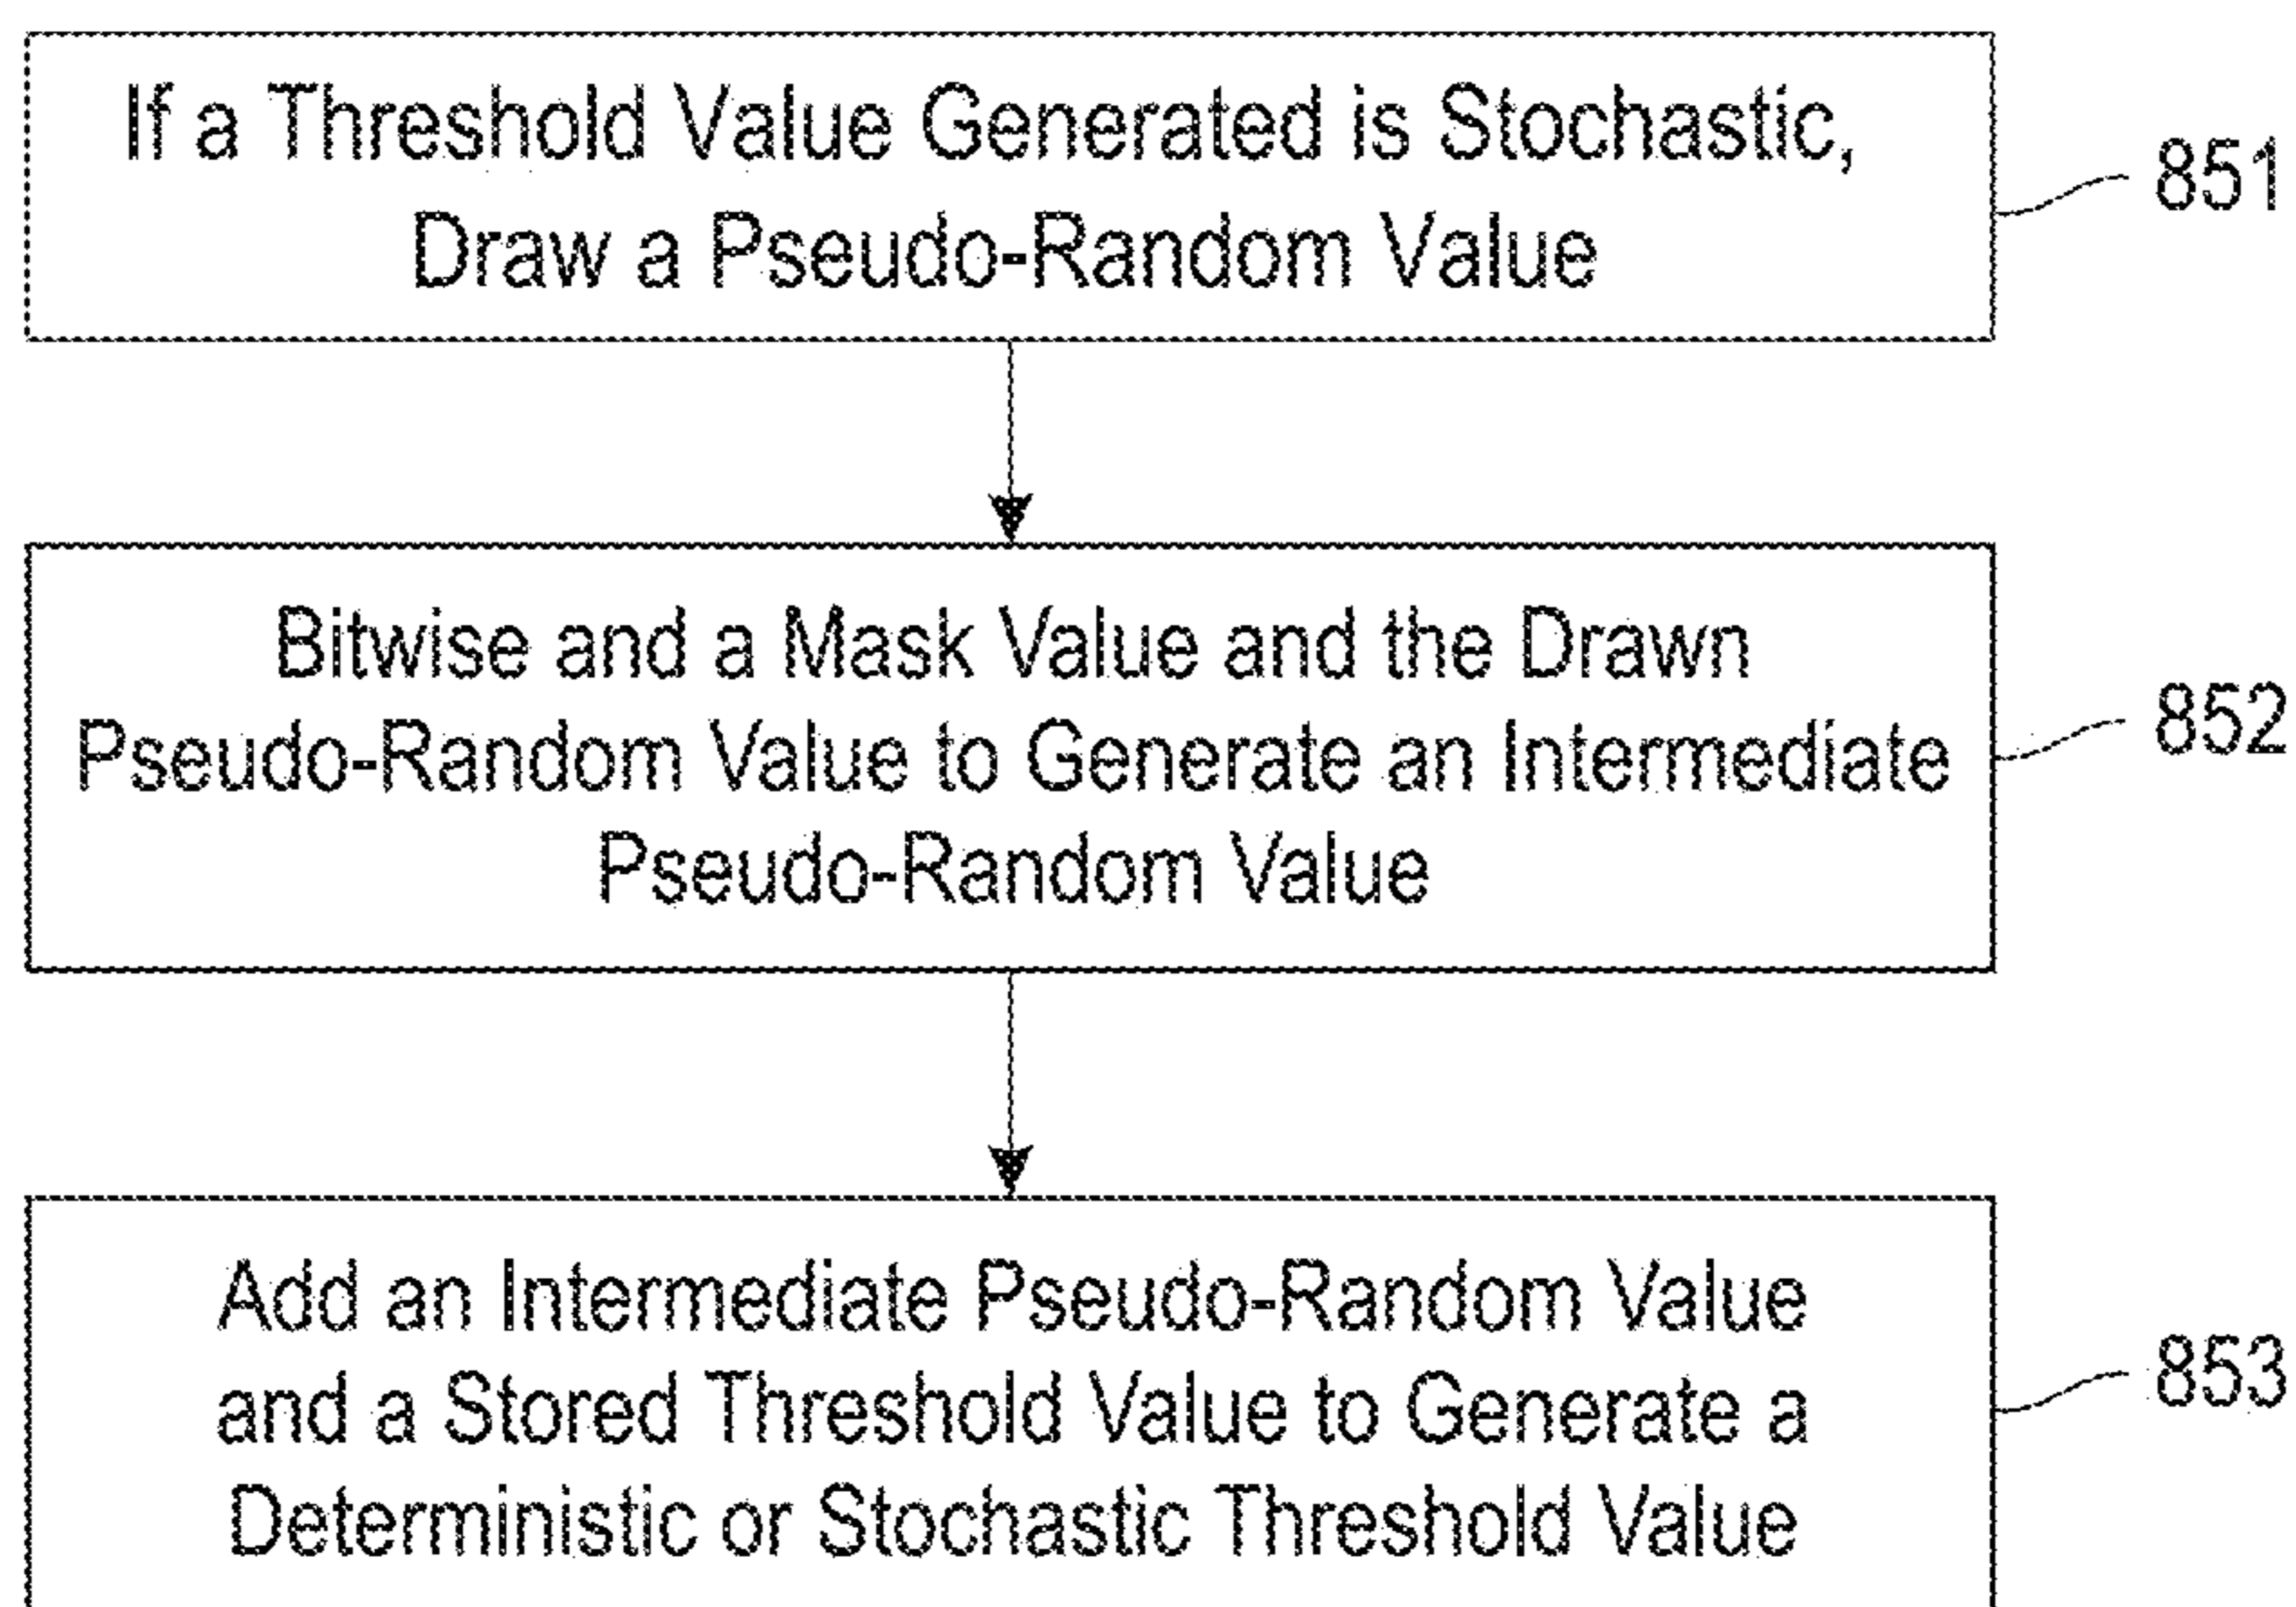 If a Threshold Value Generated is Stochastic,
Draw a Pseudo-Random Value
851
Bitwise and a Mask Value and the Drawn
Pseudo-Random Value to Generate an Intermediate
Pseudo-Random Value
852
Add an Intermediate Pseudo-Random Value
and a Stored Threshold Value to Generate a
Deterministic or Stochastic Threshold Value
853